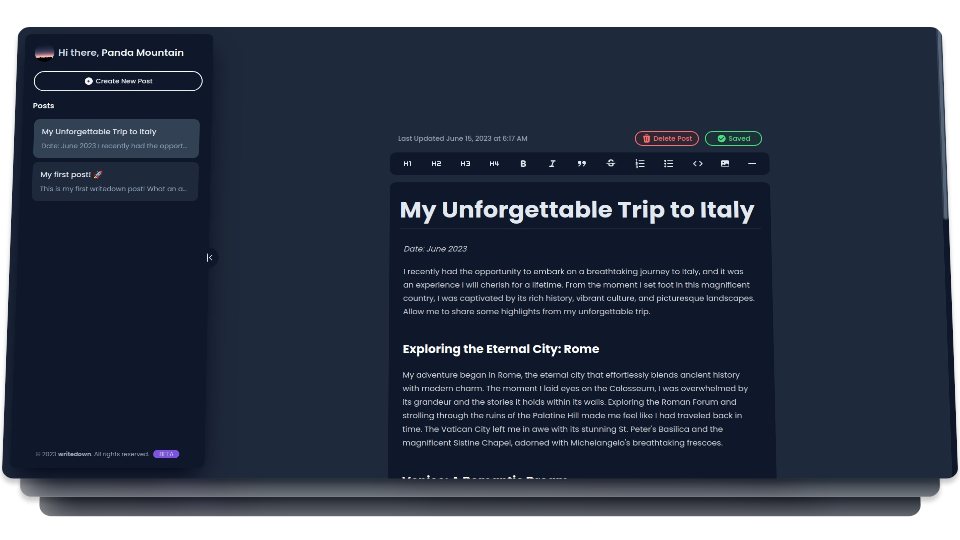 Hi there, Panda Mountain
Create New Post
Posts
My Unforgettable Trip to Italy
Date: June 2023 I recently had the opport...
My first post! 🚀
This is my first writedown post! What an a...
© 2023 writedown. All rights reserved. BETA
Last Updated June 15, 2023 at 6:17 AM
Delete Post
Saved
H1 H2 H3 H4 B I
My Unforgettable Trip to Italy
Date: June 2023
I recently had the opportunity to embark on a breathtaking journey to Italy, and it was
an experience I will cherish for a lifetime. From the moment I set foot in this magnificent
country, I was captivated by its rich history, vibrant culture, and picturesque landscapes.
Allow me to share some highlights from my unforgettable trip.
Exploring the Eternal City: Rome
My adventure began in Rome, the eternal city that effortlessly blends ancient history
with modern charm. The moment I laid eyes on the Colosseum, I was overwhelmed by
its grandeur and the stories it holds within its walls. Exploring the Roman Forum and
strolling through the ruins of the Palatine Hill made me feel like I had traveled back in
time. The Vatican City left me in awe with its stunning St. Peter's Basilica and the
magnificent Sistine Chapel, adorned with Michelangelo's breathtaking frescoes.